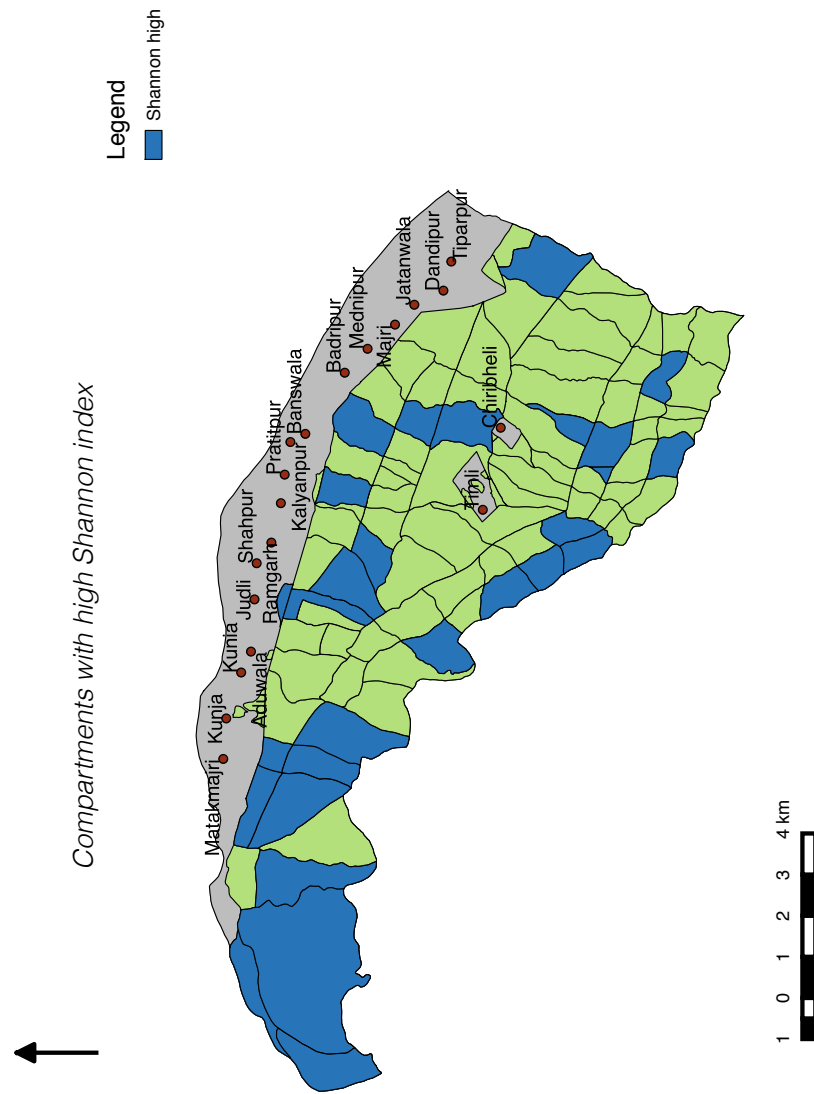 Compartments with high Shannon index
Legend
Shannon high
Matakmajri
Kunja
Aduwala
Kunia
Judli
Ramgarh
Shahpur
Kalyanpur
Pratitpur
Banswala
Badripur
Mednipur
Majri
Jatanwala
Dandipur
Tiparpur
Timli
Chiribheli
1 0 1 2 3 4 km